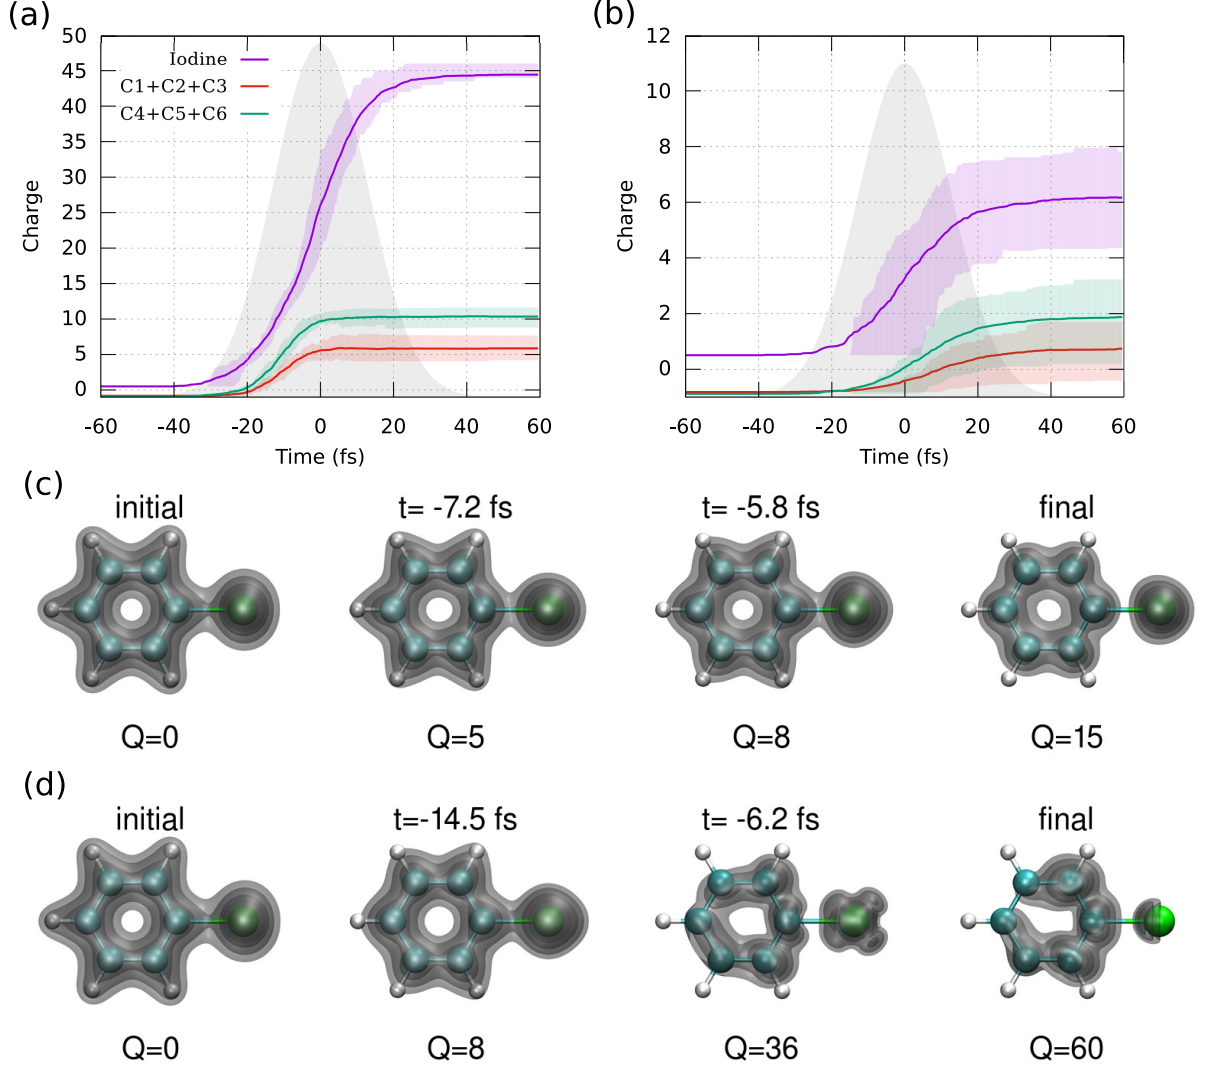 (a)
50
45
40
35
30
25
20
15
10
5
0
Charge
Iodine
C1+C2+C3
C4+C5+C6
-60
-40
-20
0
20
40
60
Time (fs)
(b)
12
10
8
6
4
2
0
Charge
-60
-40
-20
0
20
40
60
Time (fs)
(c)
initial
t= -7.2 fs
t= -5.8 fs
final
Q=0
Q=5
Q=8
Q=15
(d)
initial
t=-14.5 fs
t= -6.2 fs
final
Q=0
Q=8
Q=36
Q=60